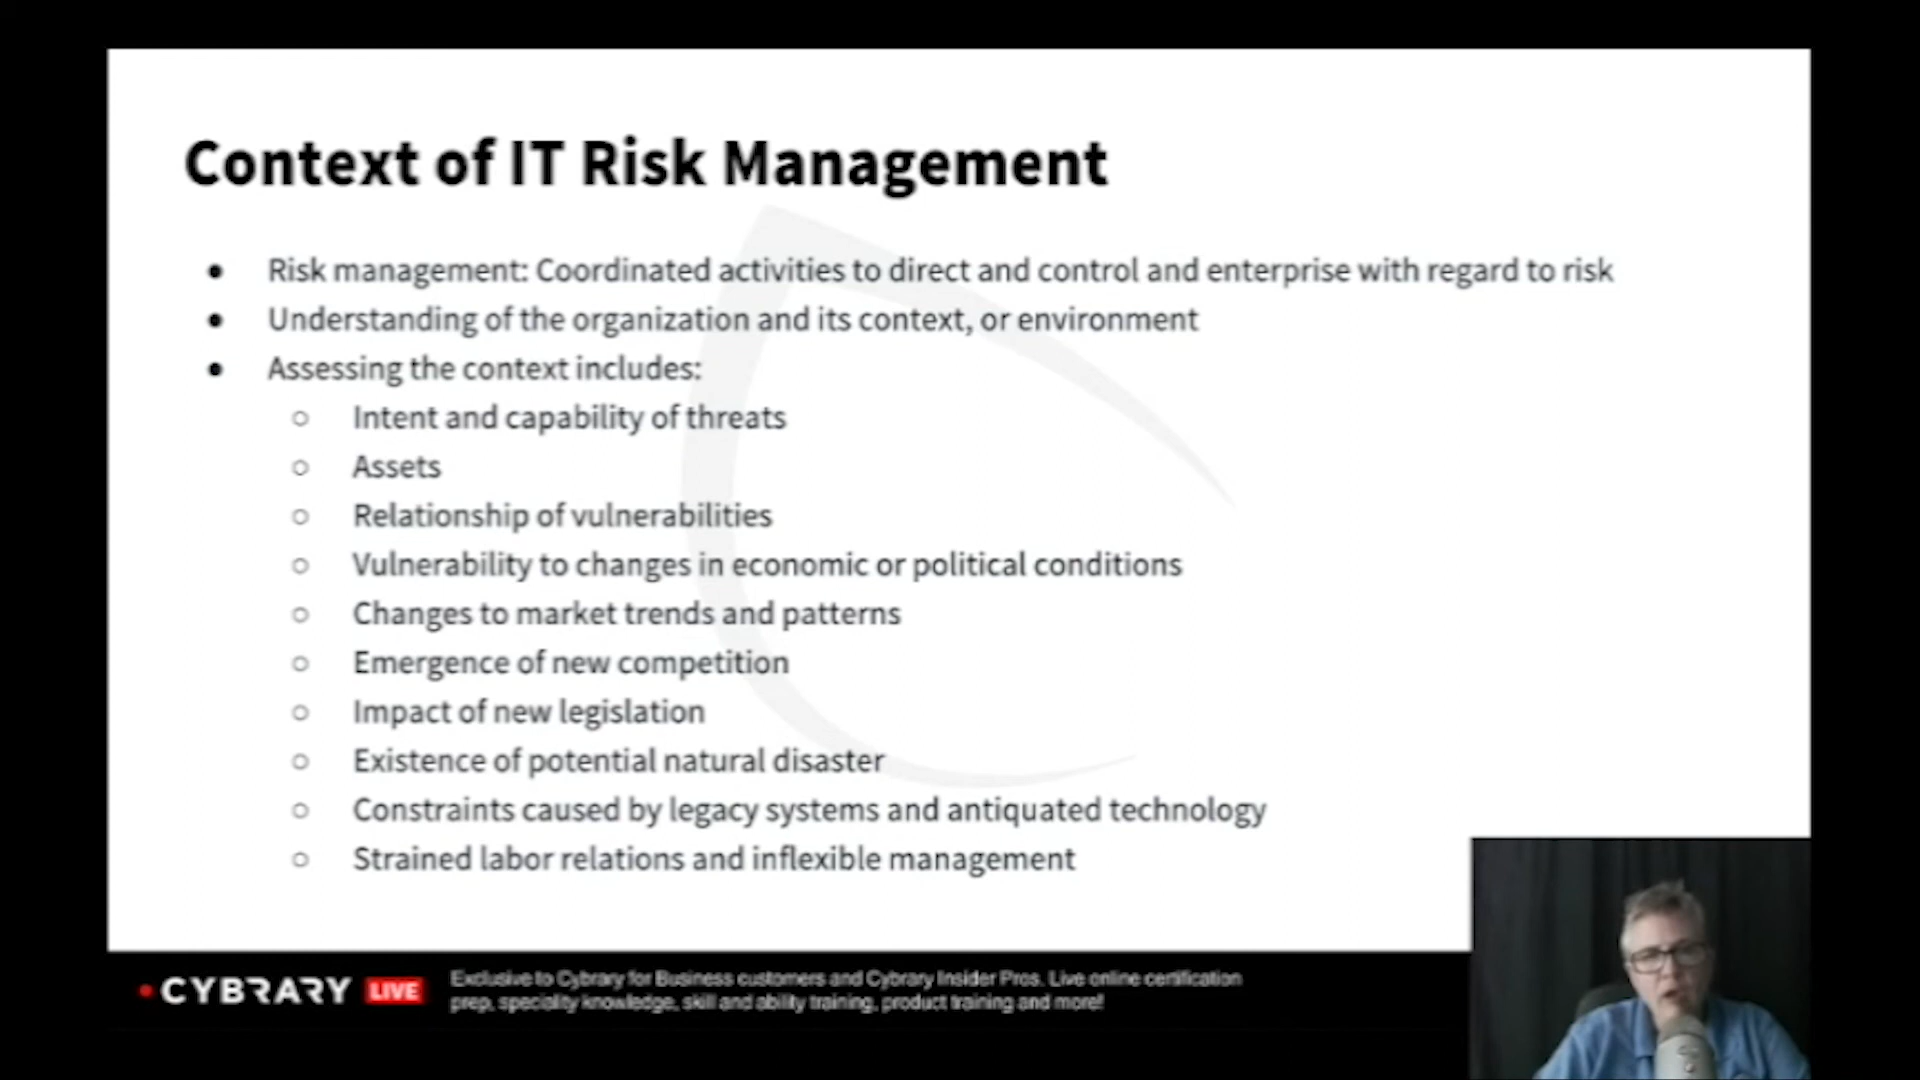 Context of IT Risk Management
● Risk management: Coordinated activities to direct and control and enterprise with regard to risk
● Understanding of the organization and its context, or environment
● Assessing the context includes:
○ Intent and capability of threats
○ Assets
○ Relationship of vulnerabilities
○ Vulnerability to changes in economic or political conditions
○ Changes to market trends and patterns
○ Emergence of new competition
○ Impact of new legislation
○ Existence of potential natural disaster
○ Constraints caused by legacy systems and antiquated technology
○ Strained labor relations and inflexible management
CYBRARY LIVE
Exclusive to Cybrary for Business customers and Cybrary Insider Pros. Live online certification
prep, speciality knowledge, skill and ability training, product training and more!